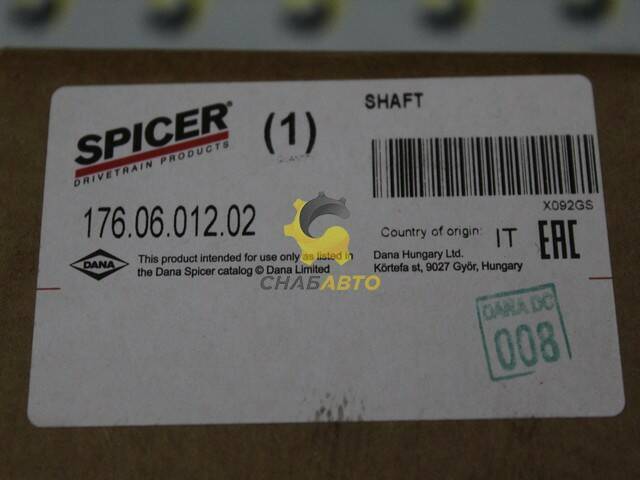 SPICER®
DRIVETRAIN PRODUCTS
(1)
SHAFT
X092GS
176.06.012.02
Country of origin: IT
EAC
DANA
This product intended for use only as listed in
the Dana Spicer catalog © Dana Limited
Dana Hungary Ltd.
Körtefa st, 9027 Győr, Hungary
СНАБАВТО
DANA DC
008